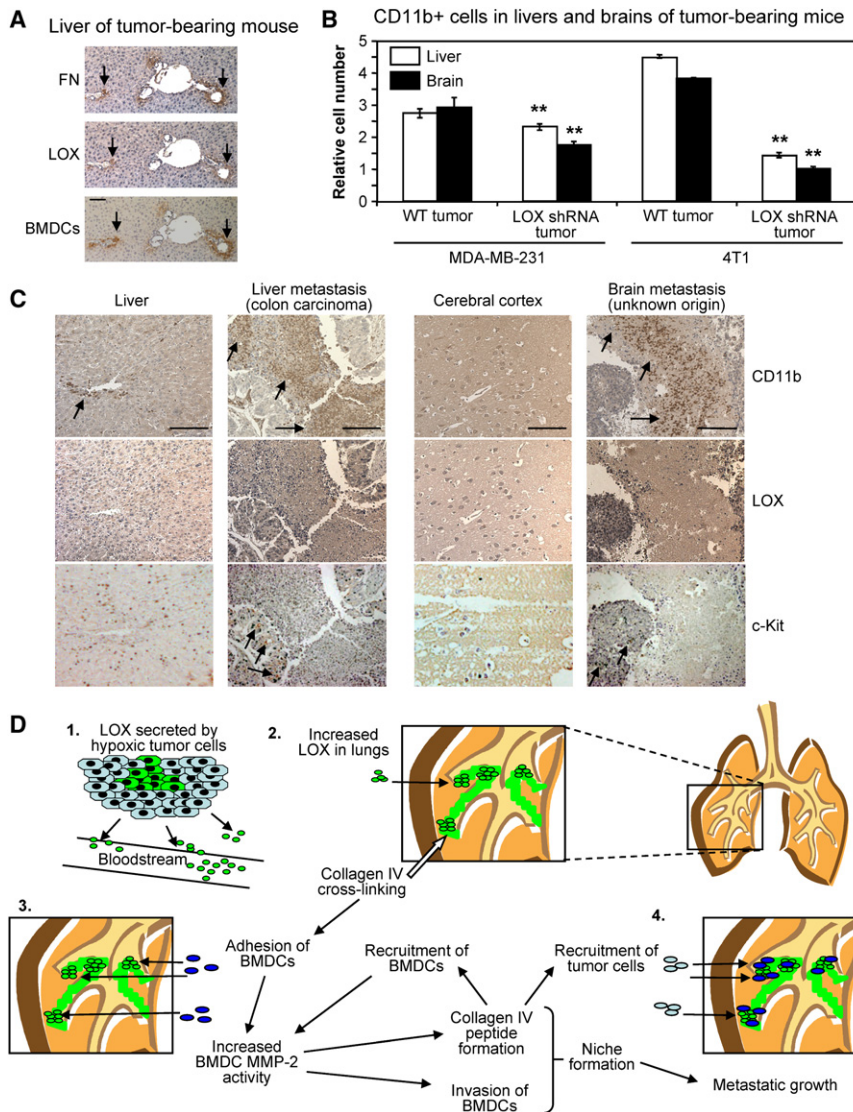 A
Liver of tumor-bearing mouse
FN
LOX
BMDCs
B
CD11b+ cells in livers and brains of tumor-bearing mice
Relative cell number
5
4
3
2
1
0
Liver
Brain
**
**
**
**
WT tumor
LOX shRNA
tumor
WT tumor
LOX shRNA
tumor
MDA-MB-231
4T1
C
Liver
Liver metastasis
(colon carcinoma)
Cerebral cortex
Brain metastasis
(unknown origin)
CD11b
LOX
c-Kit
D
1.
LOX secreted by
hypoxic tumor cells
Bloodstream
2.
Increased
LOX in lungs
Collagen IV
cross-linking
3.
Adhesion of
BMDCs
Recruitment of
BMDCs
Recruitment of
tumor cells
4.
Increased
BMDC MMP-2
activity
Collagen IV
peptide
formation
Invasion of
BMDCs
Niche
formation
Metastatic growth